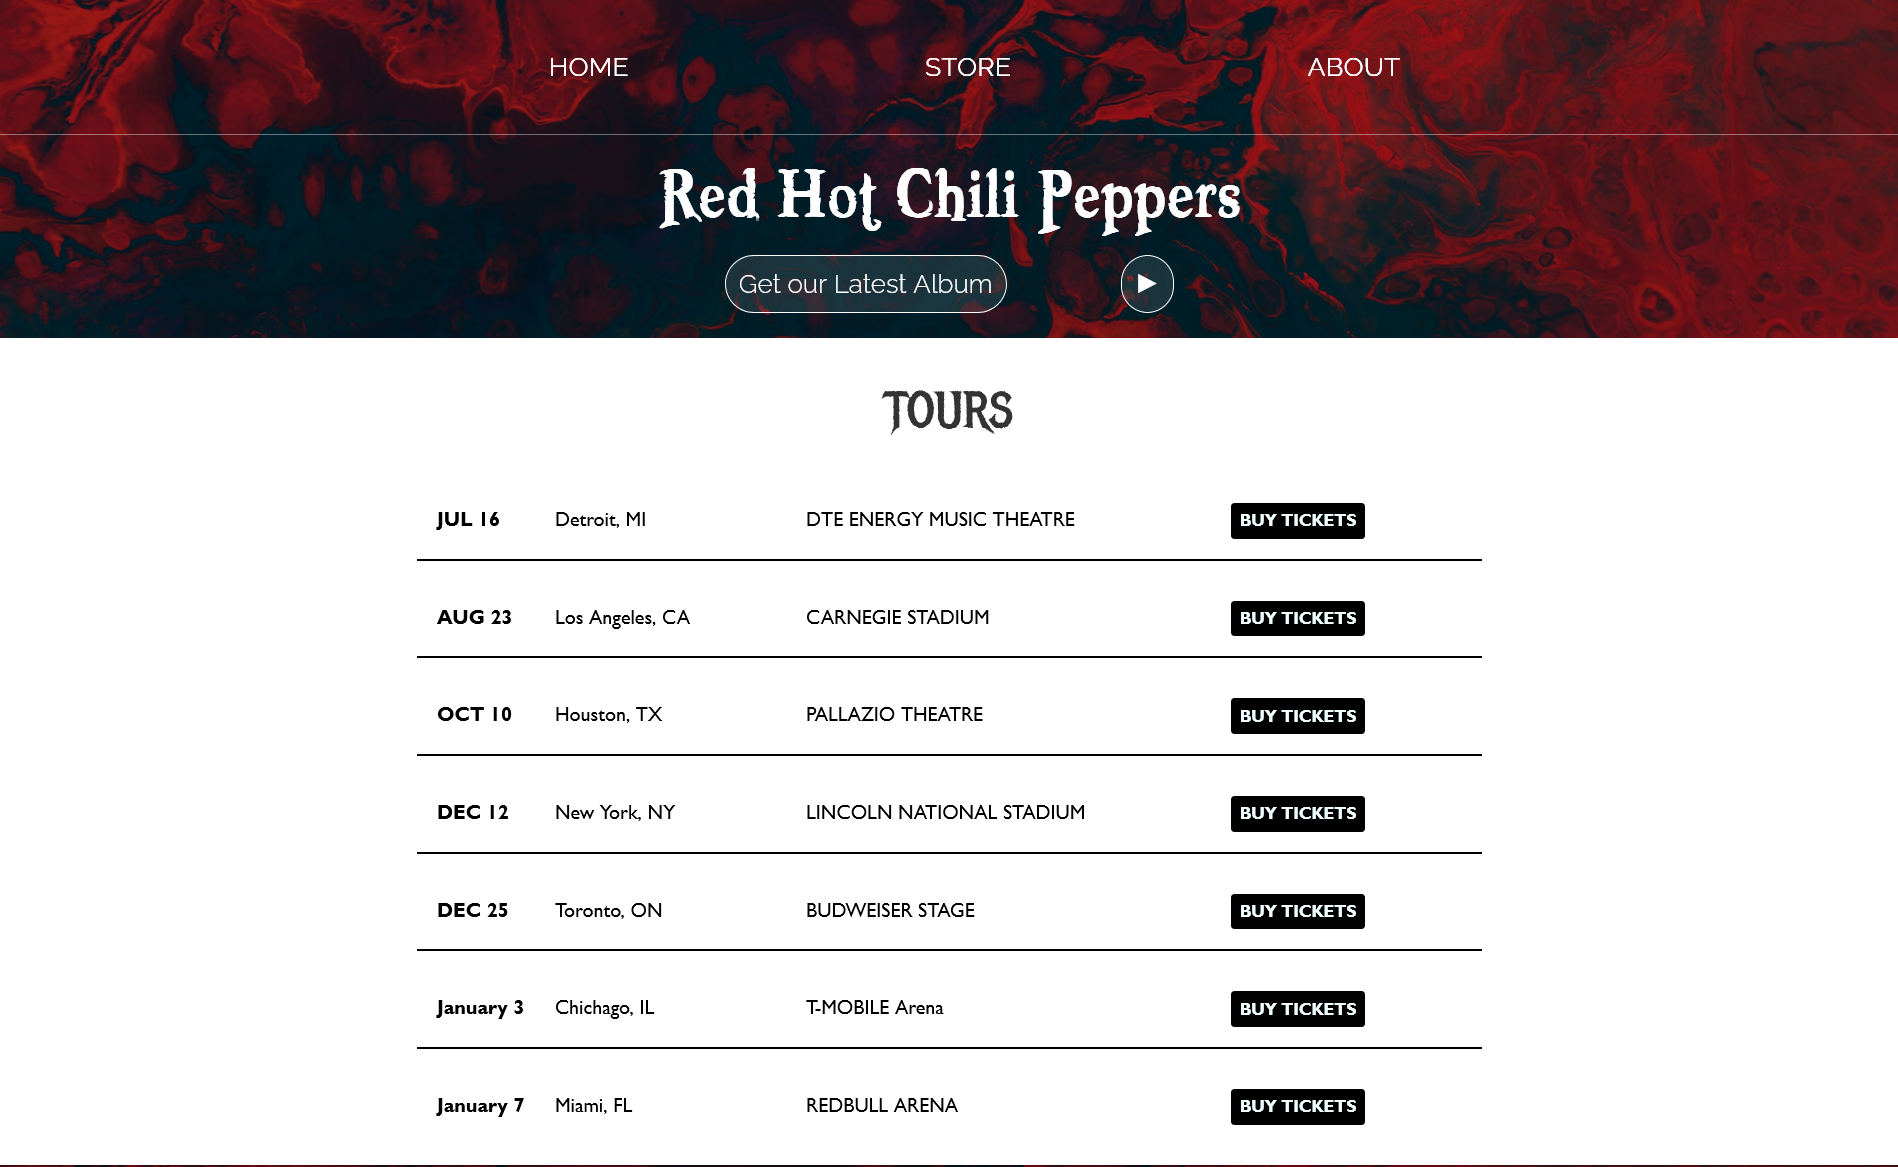 HOME STORE ABOUT
Red Hot Chili Peppers
Get our Latest Album
TOURS
JUL 16 Detroit, MI DTE ENERGY MUSIC THEATRE BUY TICKETS
AUG 23 Los Angeles, CA CARNEGIE STADIUM BUY TICKETS
OCT 10 Houston, TX PALLAZIO THEATRE BUY TICKETS
DEC 12 New York, NY LINCOLN NATIONAL STADIUM BUY TICKETS
DEC 25 Toronto, ON BUDWEISER STAGE BUY TICKETS
January 3 Chichago, IL T-MOBILE Arena BUY TICKETS
January 7 Miami, FL REDBULL ARENA BUY TICKETS